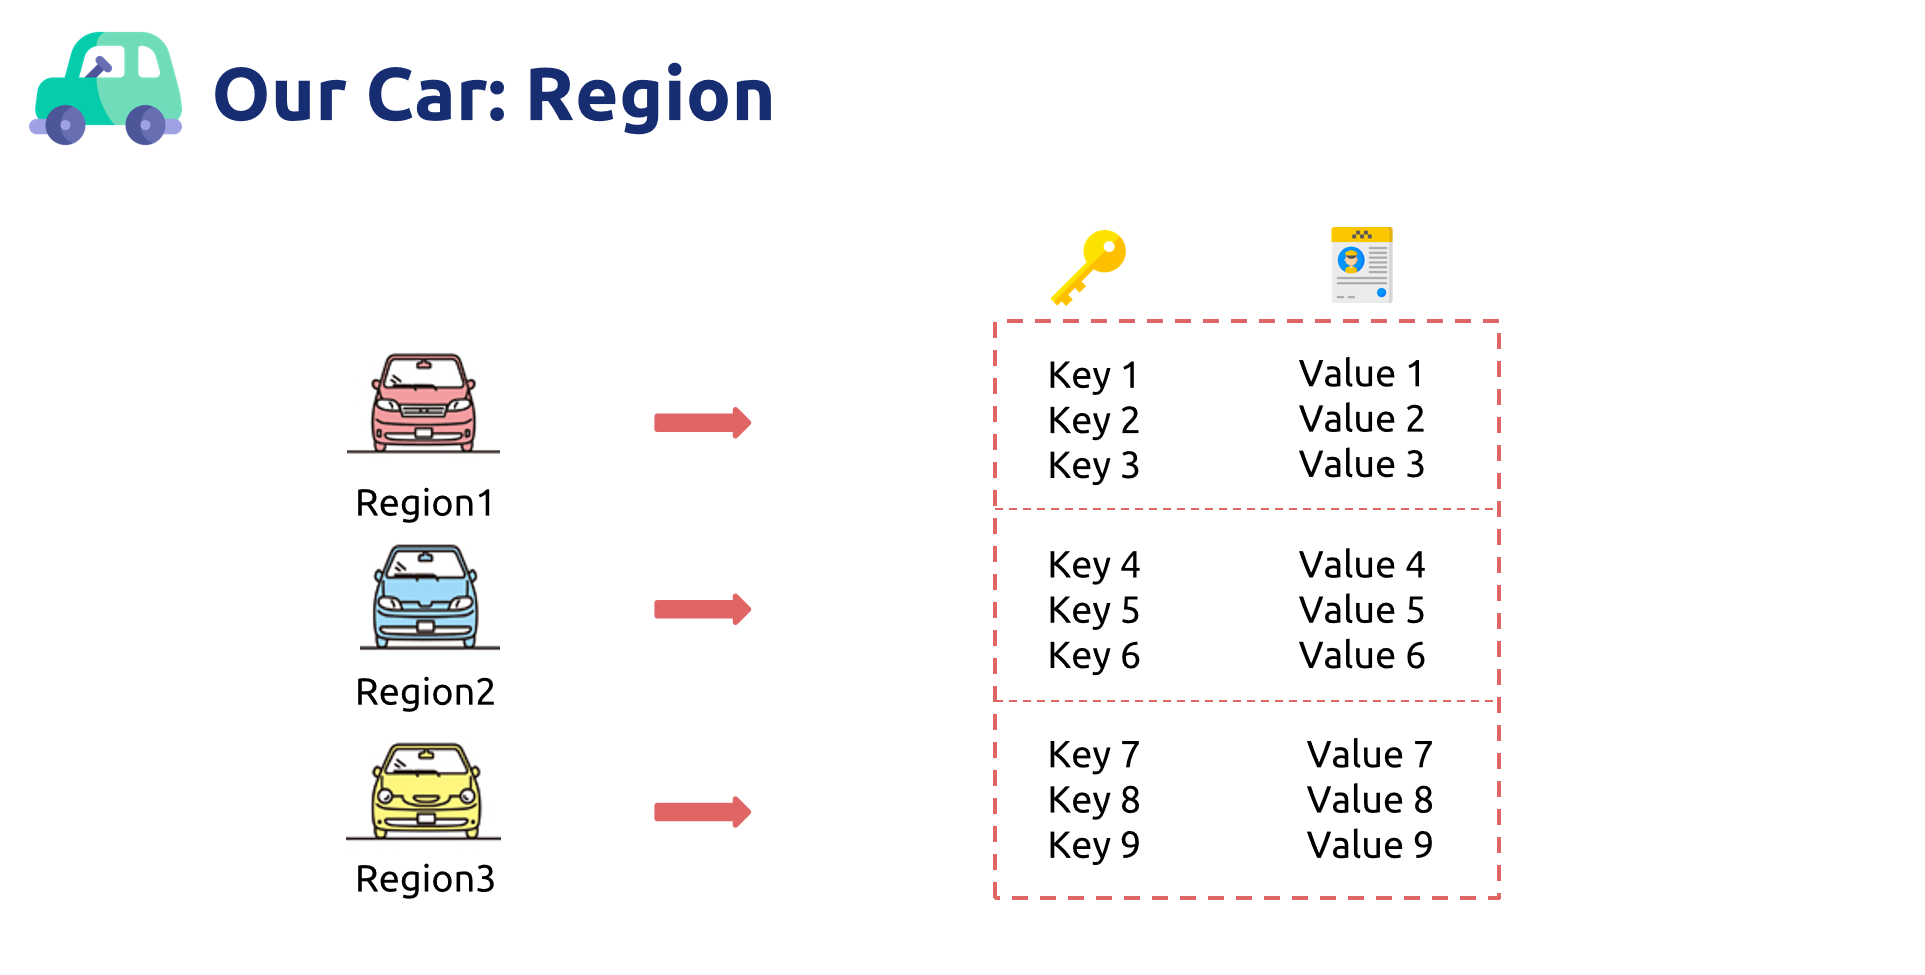 Our Car: Region
Region1
Key 1 Value 1
Key 2 Value 2
Key 3 Value 3
Region2
Key 4 Value 4
Key 5 Value 5
Key 6 Value 6
Region3
Key 7 Value 7
Key 8 Value 8
Key 9 Value 9